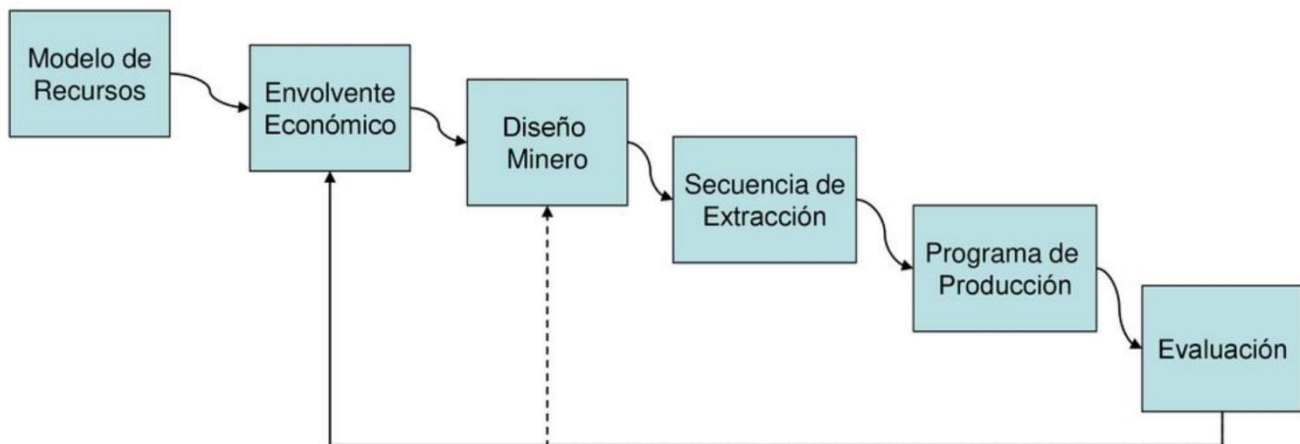 Modelo de
Recursos
Envolvente
Económico
Diseño
Minero
Secuencia de
Extracción
Programa de
Producción
Evaluación